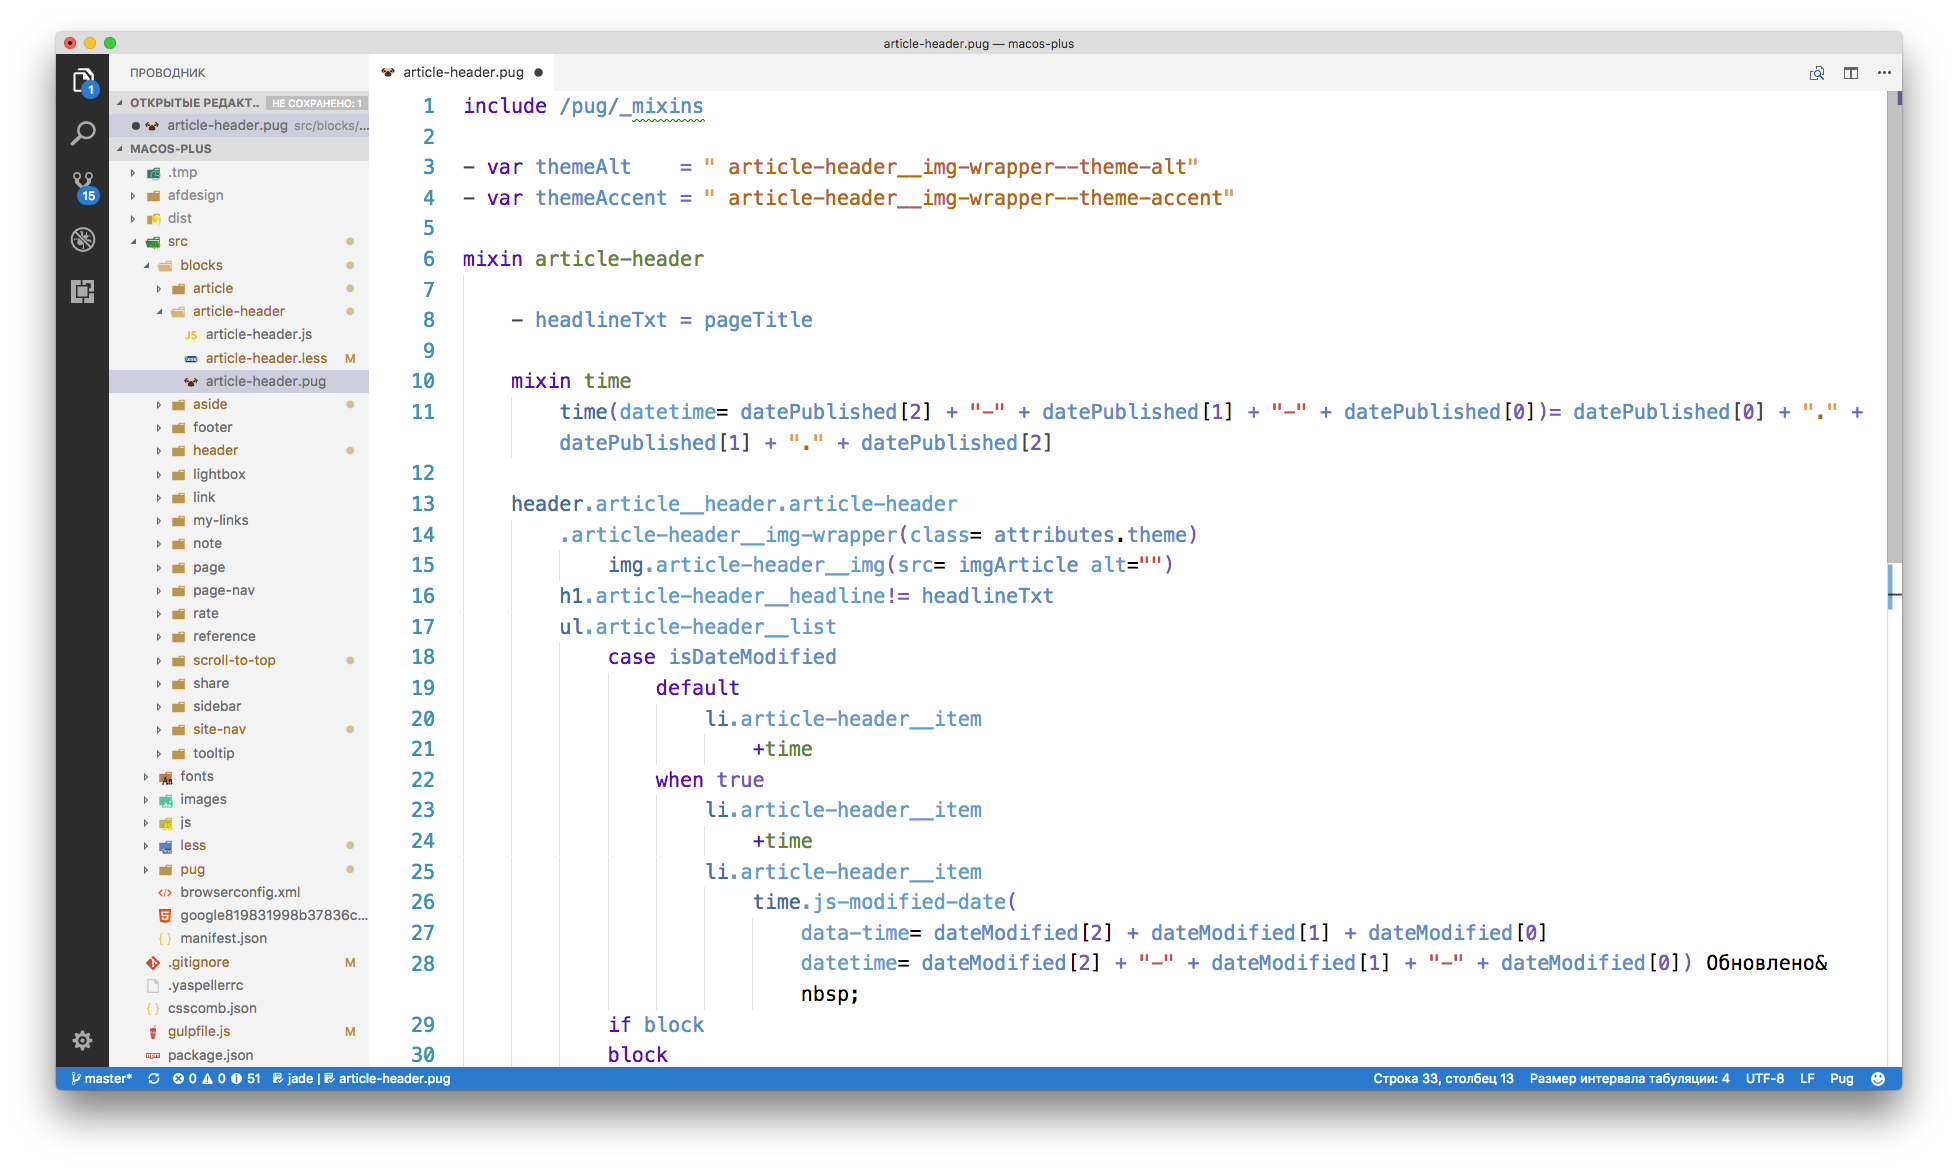 article-header.pug — macos-plus
ПРОВОДНИК
ОТКРЫТЫЕ РЕДАКТ... НЕ СОХРАНЕНО: 1
article-header.pug src/blocks/...
MACOS-PLUS
.tmp
afdesign
dist
src
blocks
article
article-header
JS article-header.js
article-header.less M
article-header.pug
aside
footer
header
lightbox
link
my-links
note
page
page-nav
rate
reference
scroll-to-top
share
sidebar
site-nav
tooltip
fonts
images
js
less
pug
browserconfig.xml
google819831998b37836c...
manifest.json
.gitignore M
.yaspellerrc
csscomb.json
gulpfile.js M
package.json
1
15
article-header.pug
1 include /pug/_mixins
2
3 - var themeAlt    = " article-header__img-wrapper--theme-alt"
4 - var themeAccent = " article-header__img-wrapper--theme-accent"
5
6 mixin article-header
7
8     - headlineTxt = pageTitle
9
10     mixin time
11         time(datetime= datePublished[2] + "-" + datePublished[1] + "-" + datePublished[0])= datePublished[0] + "." +
datePublished[1] + "." + datePublished[2]
12
13     header.article__header.article-header
14         .article-header__img-wrapper(class= attributes.theme)
15             img.article-header__img(src= imgArticle alt="")
16         h1.article-header__headline!= headlineTxt
17         ul.article-header__list
18             case isDateModified
19                 default
20                     li.article-header__item
21                         +time
22                 when true
23                     li.article-header__item
24                         +time
25                     li.article-header__item
26                         time.js-modified-date(
27                             data-time= dateModified[2] + dateModified[1] + dateModified[0]
28                             datetime= dateModified[2] + "-" + dateModified[1] + "-" + dateModified[0]) Обновлено&
nbsp;
29             if block
30             block
master* 0 0 51 jade | article-header.pug
Строка 33, столбец 13 Размер интервала табуляции: 4 UTF-8 LF Pug